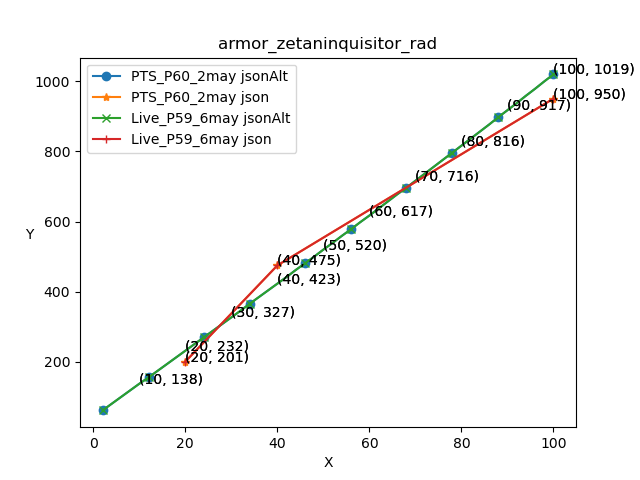 armor_zetaninquisitor_rad
PTS_P60_2may jsonAlt
PTS_P60_2may json
Live_P59_6may jsonAlt
Live_P59_6may json
(100, 1019)
(100, 950)
(90, 917)
(80, 816)
(70, 716)
(60, 617)
(50, 520)
(40, 475)
(40, 423)
(30, 327)
(20, 232)
(20, 201)
(10, 138)
1000
800
600
400
200
Y
0 20 40 60 80 100
X